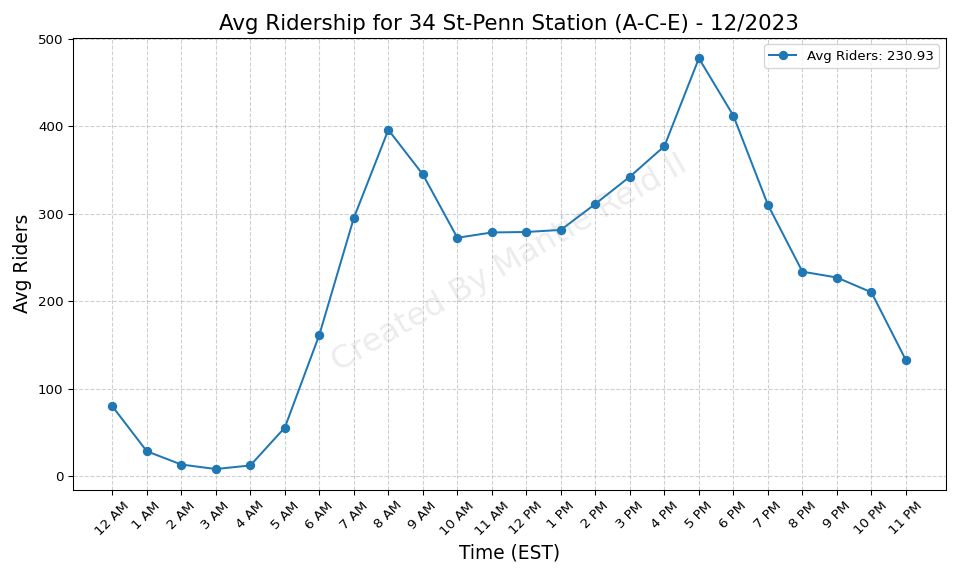 Avg Ridership for 34 St-Penn Station (A-C-E) - 12/2023
Avg Riders: 230.93
Avg Riders
500
400
300
200
100
0
Created By Mantie Reid II
12 AM
1 AM
2 AM
3 AM
4 AM
5 AM
6 AM
7 AM
8 AM
9 AM
10 AM
11 AM
12 PM
1 PM
2 PM
3 PM
4 PM
5 PM
6 PM
7 PM
8 PM
9 PM
10 PM
11 PM
Time (EST)